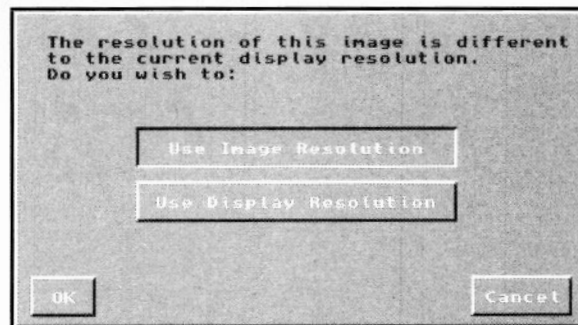 The resolution of this image is different
to the current display resolution.
Do you wish to:
Use Image Resolution
Use Display Resolution
OK
Cancel